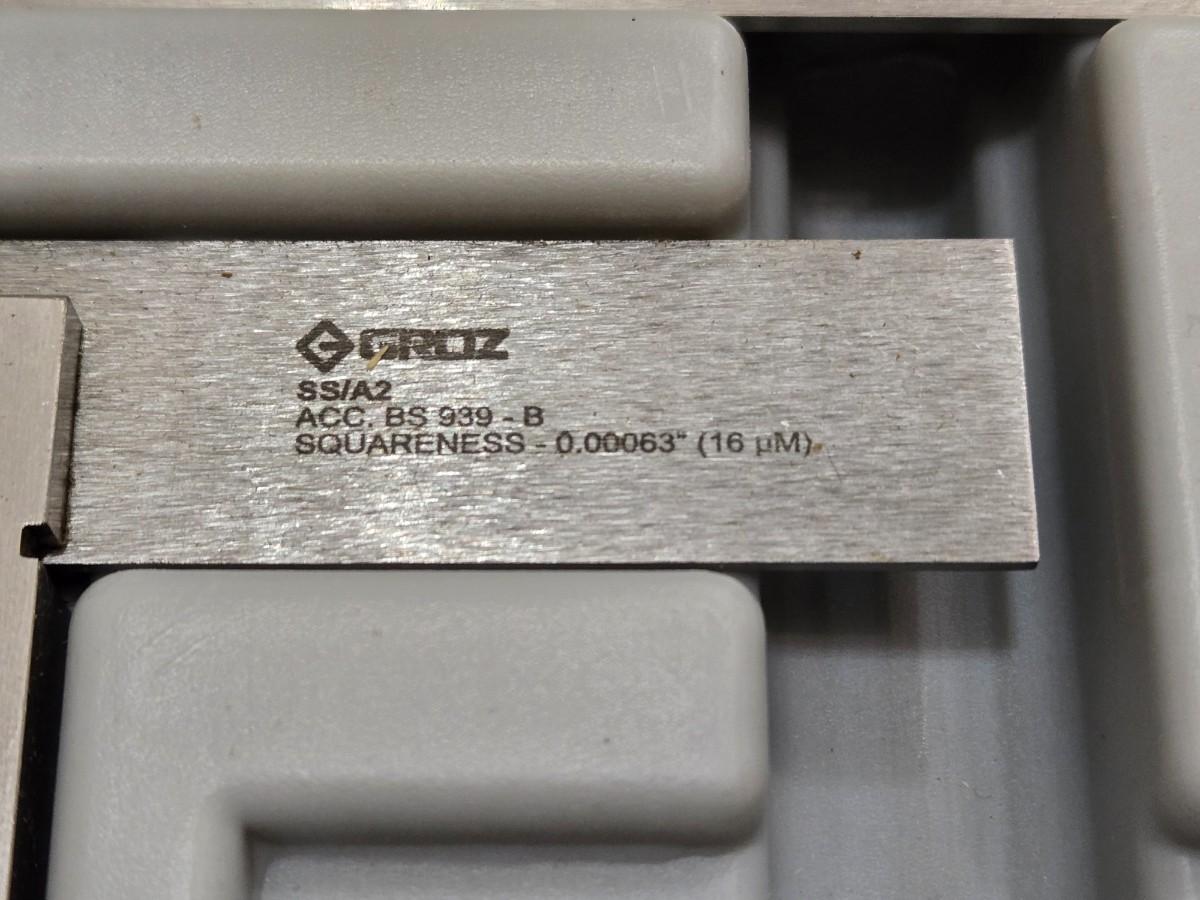 GROZ
SS/A2
ACC. BS 939 - B
SQUARENESS - 0.00063" (16 µM)